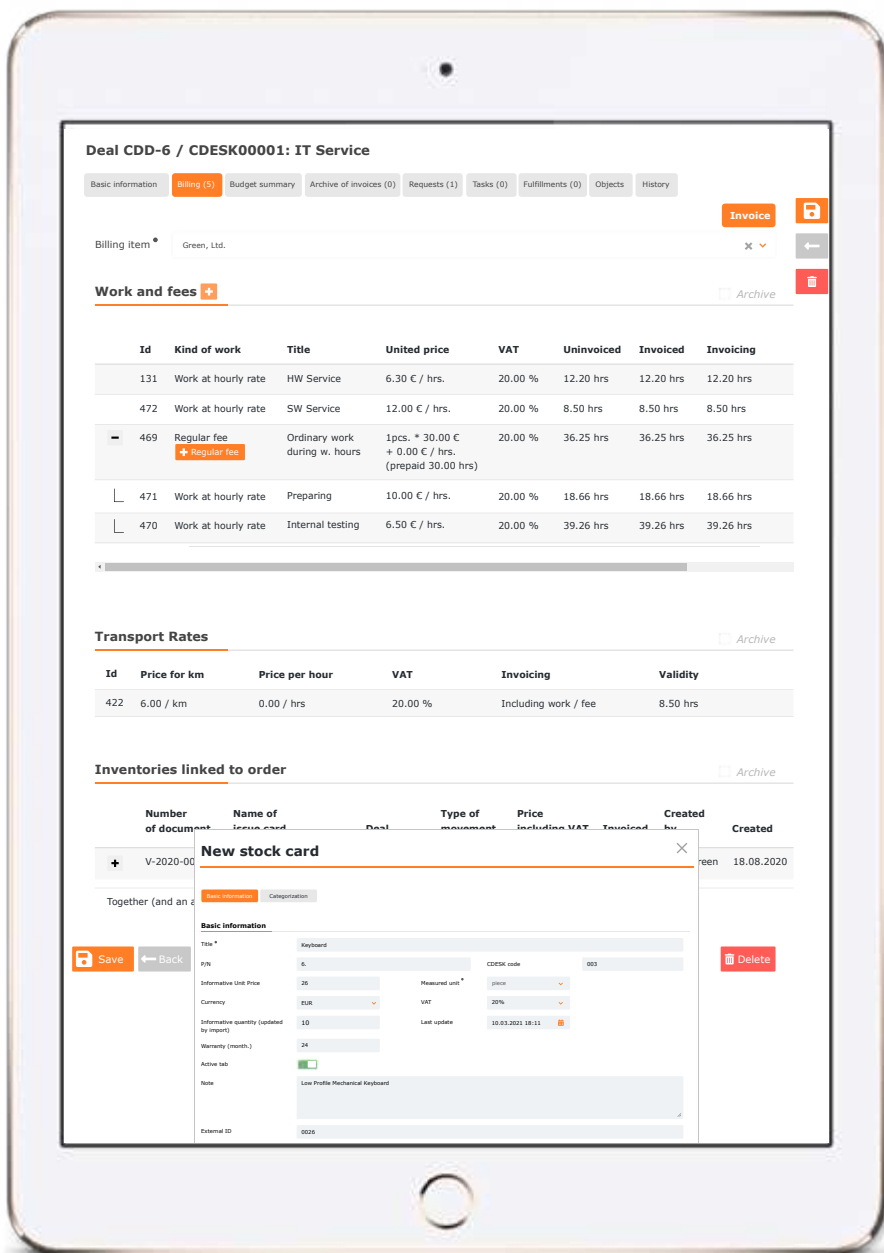 Deal CDD-6 / CDESK00001: IT Service
Basic information Billing (5) Budget summary Archive of invoices (0) Requests (1) Tasks (0) Fulfillments (0) Objects History
Invoice
Billing item Green, Ltd.
Work and fees Archive
Id Kind of work Title United price VAT Uninvoiced Invoiced Invoicing
131 Work at hourly rate HW Service 6.30 € / hrs. 20.00 % 12.20 hrs 12.20 hrs 12.20 hrs
472 Work at hourly rate SW Service 12.00 € / hrs. 20.00 % 8.50 hrs 8.50 hrs 8.50 hrs
469 Regular fee Ordinary work 1pcs. * 30.00 € 20.00 % 36.25 hrs 36.25 hrs 36.25 hrs
+ Regular fee during w. hours + 0.00 € / hrs.
(prepaid 30.00 hrs)
471 Work at hourly rate Preparing 10.00 € / hrs. 20.00 % 18.66 hrs 18.66 hrs 18.66 hrs
470 Work at hourly rate Internal testing 6.50 € / hrs. 20.00 % 39.26 hrs 39.26 hrs 39.26 hrs
Transport Rates Archive
Id Price for km Price per hour VAT Invoicing Validity
422 6.00 / km 0.00 / hrs 20.00 % Including work / fee 8.50 hrs
Inventories linked to order Archive
Number Name of Type of Price Created
of document issue card Deal movement including VAT Invoiced by Created
V-2020-00 reen 18.08.2020
Together (and an a
Save Back Delete
New stock card
Basic information Categorization
Basic information
Title * Keyboard
P/N 6. CDESK code 003
Informative Unit Price 26 Measured unit * piece
Currency EUR VAT 20%
Informative quantity (updated 10 Last update 10.03.2021 18:11
by import)
Warranty (month.) 24
Active tab
Note Low Profile Mechanical Keyboard
External ID 0026